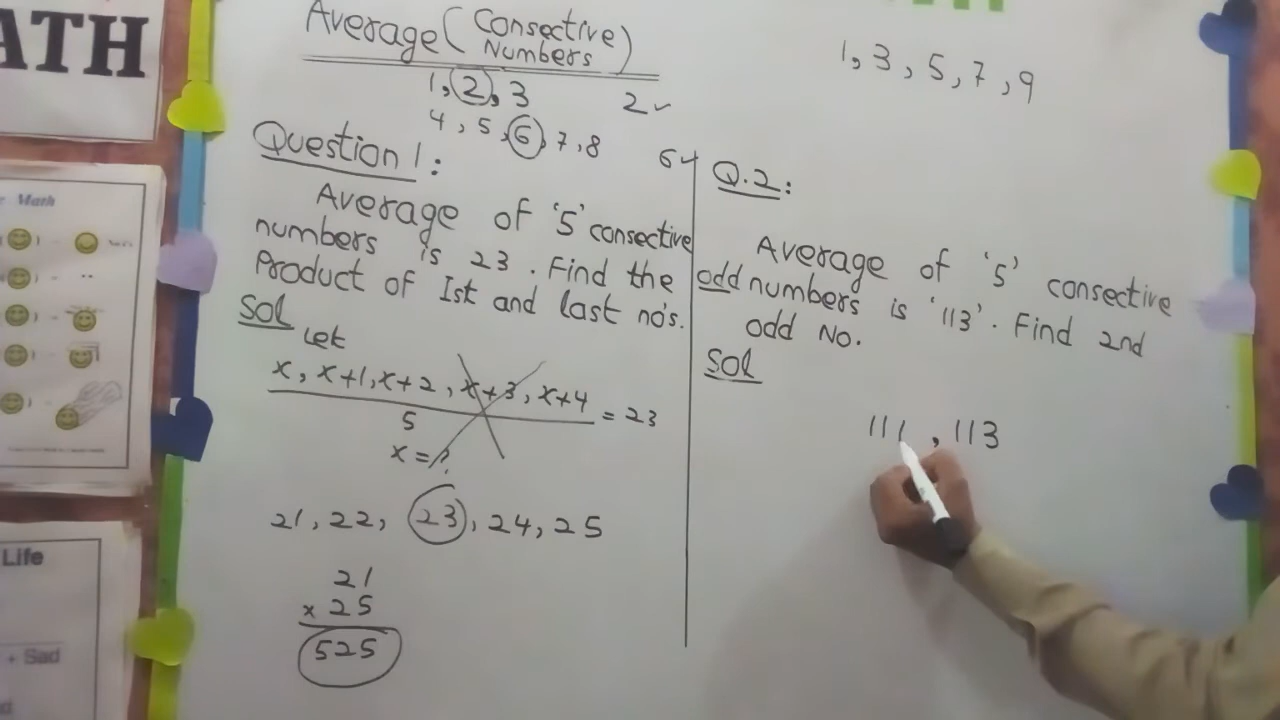 ATH
Math
Life
+ Sad
Average (Consective
Numbers)
1, 2, 3 2 ✓
4, 5, 6, 7, 8 6 ✓
Question 1:
Average of '5' consective
numbers is 23. Find the
Product of Ist and last no's.
Sol
Let
x, x+1, x+2, x+3, x+4
5
= 23
x = ?
21, 22, 23, 24, 25
21
× 25
525
1, 3, 5, 7, 9
Q.2:
Average of '5' consective
odd numbers is '113'. Find 2nd
odd No.
Sol
111, 113